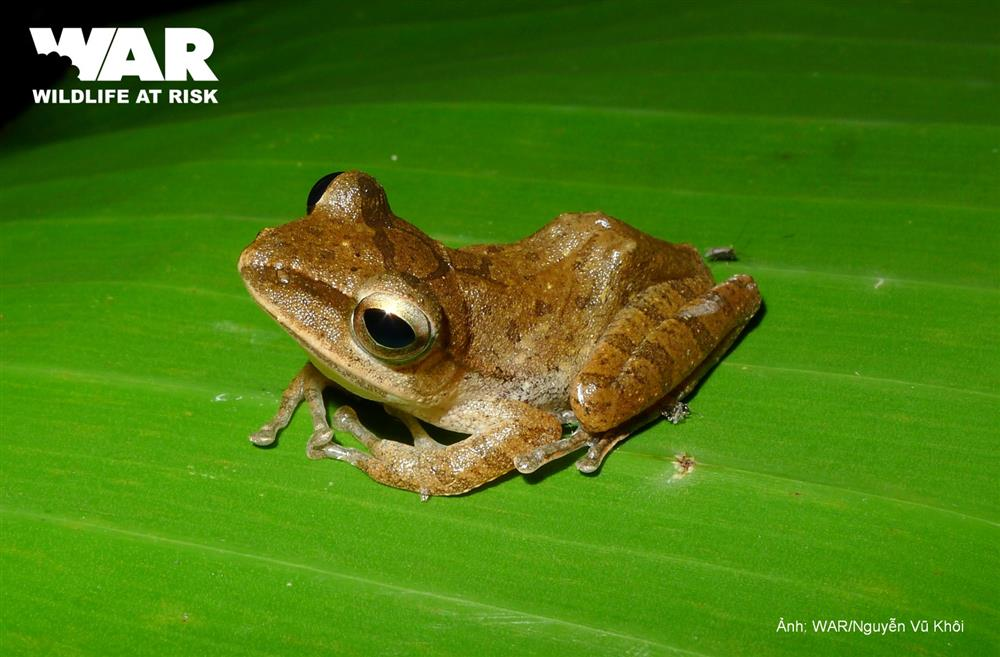 WAR
WILDLIFE AT RISK
Ảnh; WAR/Nguyễn Vũ Khôi